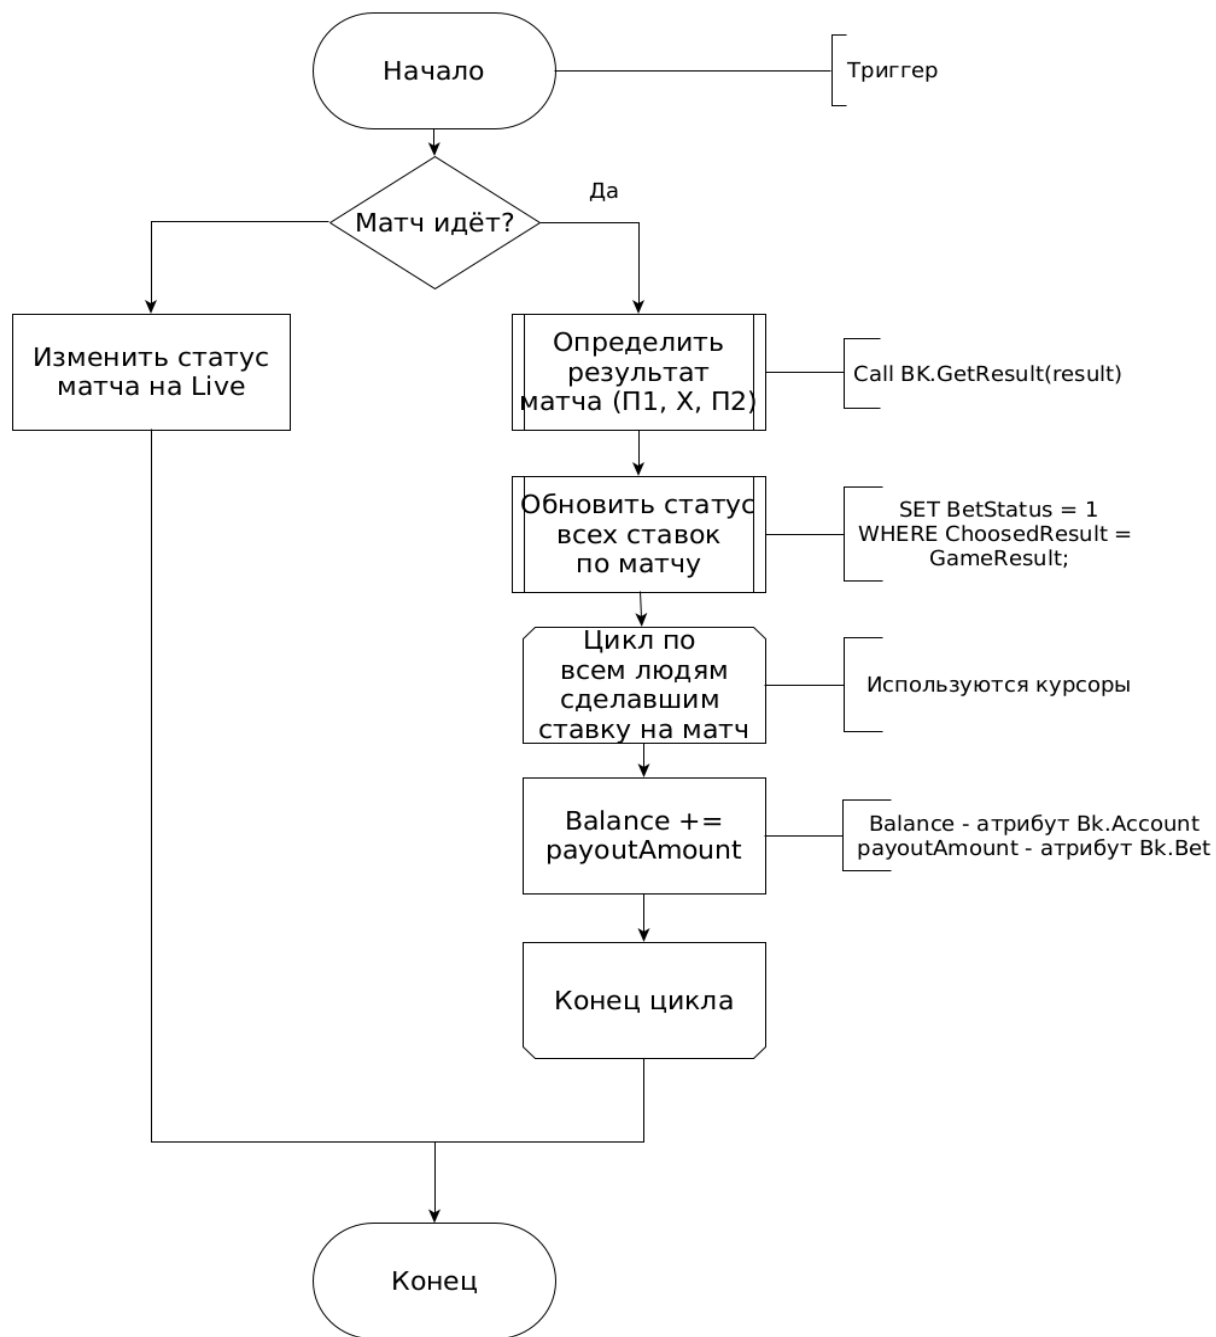 Начало
Триггер
Матч идёт?
Да
Изменить статус
матча на Live
Определить
результат
матча (П1, X, П2)
Call BK.GetResult(result)
Обновить статус
всех ставок
по матчу
SET BetStatus = 1
WHERE ChoosedResult =
GameResult;
Цикл по
всем людям
сделавшим
ставку на матч
Используются курсоры
Balance +=
payoutAmount
Balance - атрибут Bk.Account
payoutAmount - атрибут Bk.Bet
Конец цикла
Конец